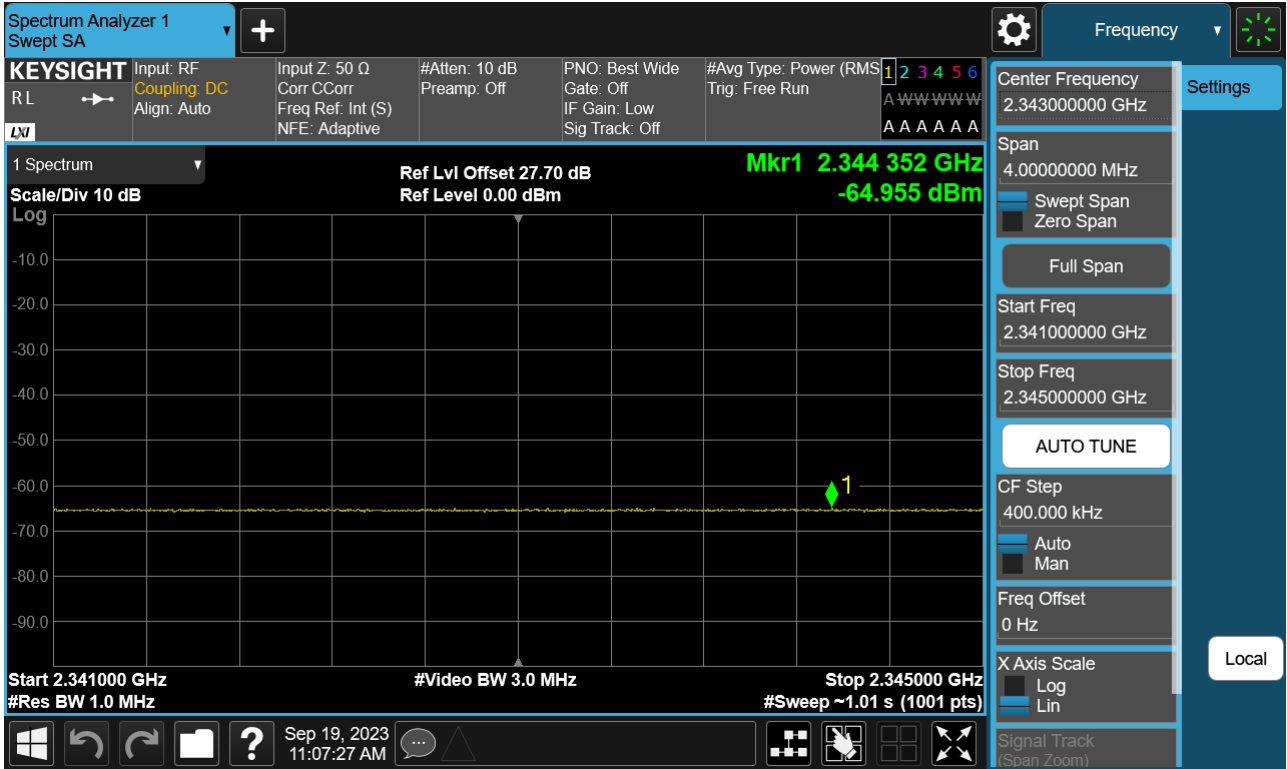 Spectrum Analyzer 1
Swept SA
Frequency
KEYSIGHT
R L
LXI
Input: RF
Coupling: DC
Align: Auto
Input Z: 50 Ω
Corr CCorr
Freq Ref: Int (S)
NFE: Adaptive
#Atten: 10 dB
Preamp: Off
PNO: Best Wide
Gate: Off
IF Gain: Low
Sig Track: Off
#Avg Type: Power (RMS
Trig: Free Run
1 2 3 4 5 6
A W W W W W
A A A A A A
1 Spectrum
Scale/Div 10 dB
Log
Ref Lvl Offset 27.70 dB
Ref Level 0.00 dBm
Mkr1 2.344 352 GHz
-64.955 dBm
-10.0
-20.0
-30.0
-40.0
-50.0
-60.0
-70.0
-80.0
-90.0
1
Start 2.341000 GHz
#Res BW 1.0 MHz
#Video BW 3.0 MHz
Stop 2.345000 GHz
#Sweep ~1.01 s (1001 pts)
Center Frequency
2.343000000 GHz
Span
4.00000000 MHz
Swept Span
Zero Span
Full Span
Start Freq
2.341000000 GHz
Stop Freq
2.345000000 GHz
AUTO TUNE
CF Step
400.000 kHz
Auto
Man
Freq Offset
0 Hz
X Axis Scale
Log
Lin
Signal Track
(Span Zoom)
Settings
Local
?
Sep 19, 2023
11:07:27 AM